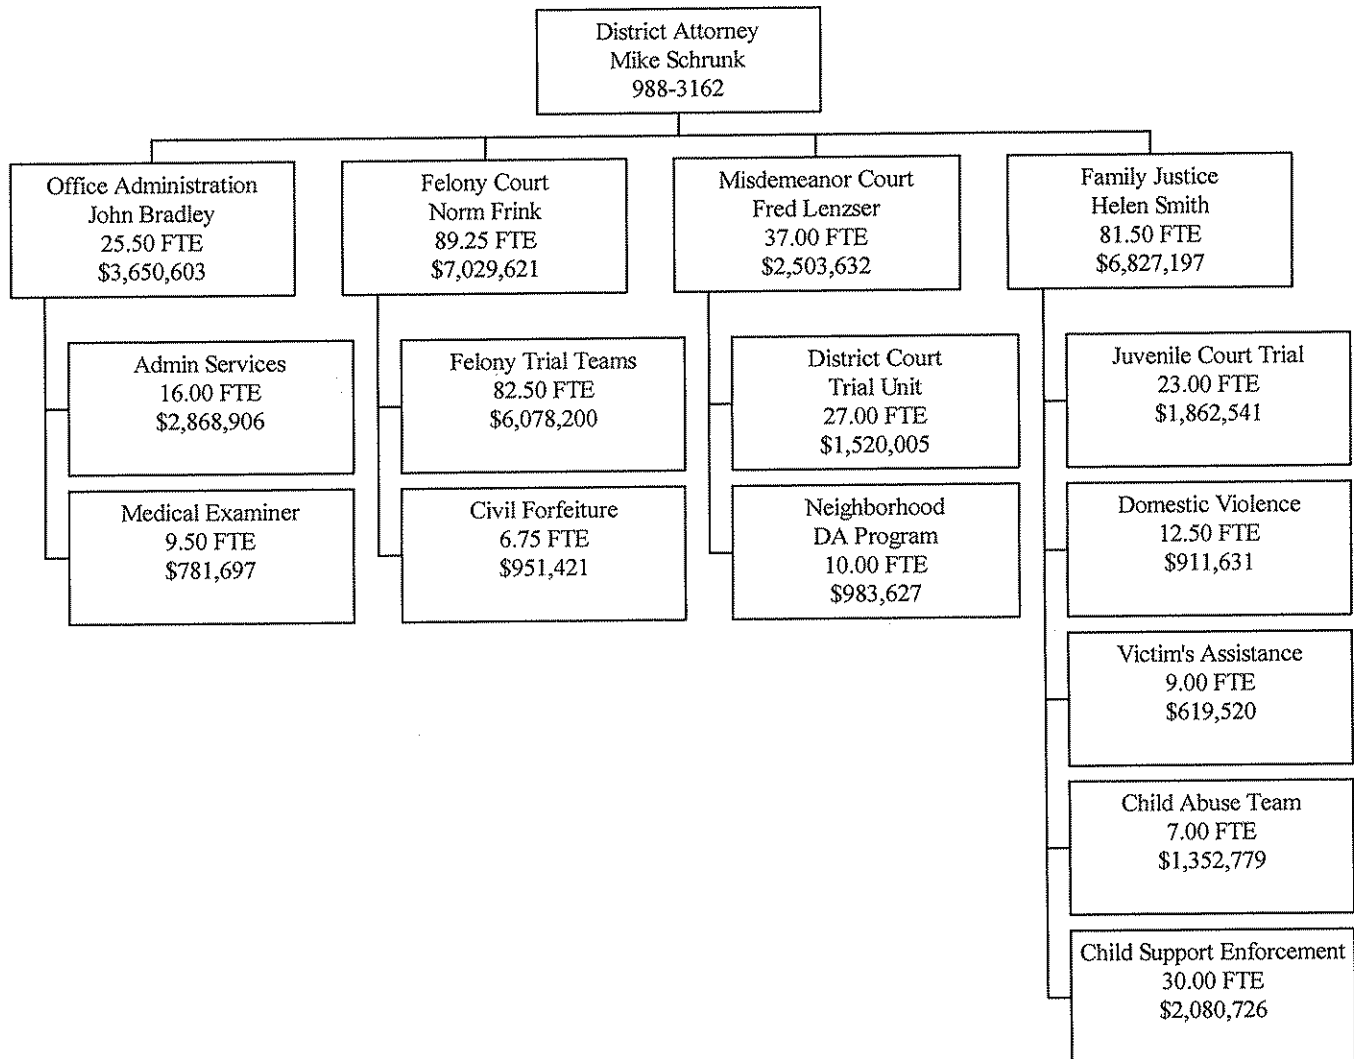 District Attorney
Mike Schrunk
988-3162
Office Administration
John Bradley
25.50 FTE
$3,650,603
Felony Court
Norm Frink
89.25 FTE
$7,029,621
Misdemeanor Court
Fred Lenzser
37.00 FTE
$2,503,632
Family Justice
Helen Smith
81.50 FTE
$6,827,197
Admin Services
16.00 FTE
$2,868,906
Medical Examiner
9.50 FTE
$781,697
Felony Trial Teams
82.50 FTE
$6,078,200
Civil Forfeiture
6.75 FTE
$951,421
District Court
Trial Unit
27.00 FTE
$1,520,005
Neighborhood
DA Program
10.00 FTE
$983,627
Juvenile Court Trial
23.00 FTE
$1,862,541
Domestic Violence
12.50 FTE
$911,631
Victim's Assistance
9.00 FTE
$619,520
Child Abuse Team
7.00 FTE
$1,352,779
Child Support Enforcement
30.00 FTE
$2,080,726